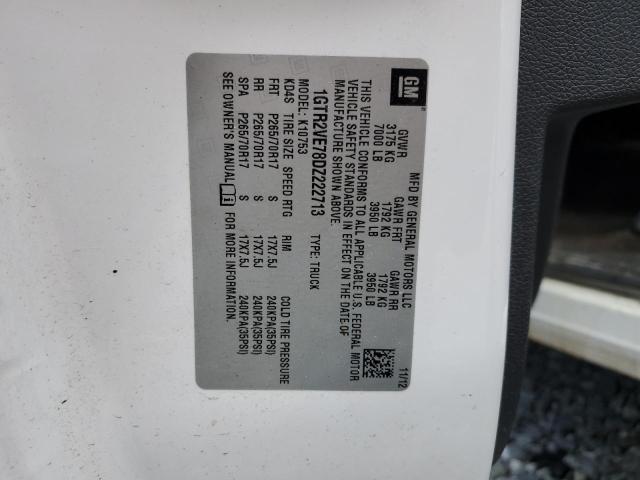 GM
MFD BY GENERAL MOTORS LLC
11/12
GVWR GAWR FRT GAWR RR
3175 KG 1792 KG 1792 KG
7000 LB 3950 LB 3950 LB
THIS VEHICLE CONFORMS TO ALL APPLICABLE U.S. FEDERAL MOTOR
VEHICLE SAFETY STANDARDS IN EFFECT ON THE DATE OF
MANUFACTURE SHOWN ABOVE.
1GTR2VE78DZ222713 TYPE: TRUCK
MODEL: K10753
KD4S TIRE SIZE SPEED RTG RIM COLD TIRE PRESSURE
FRT P265/70R17 S 17X7.5J 240KPA(35PSI)
RR P265/70R17 S 17X7.5J 240KPA(35PSI)
SPA P265/70R17 S 17X7.5J 240KPA(35PSI)
SEE OWNER'S MANUAL FOR MORE INFORMATION.